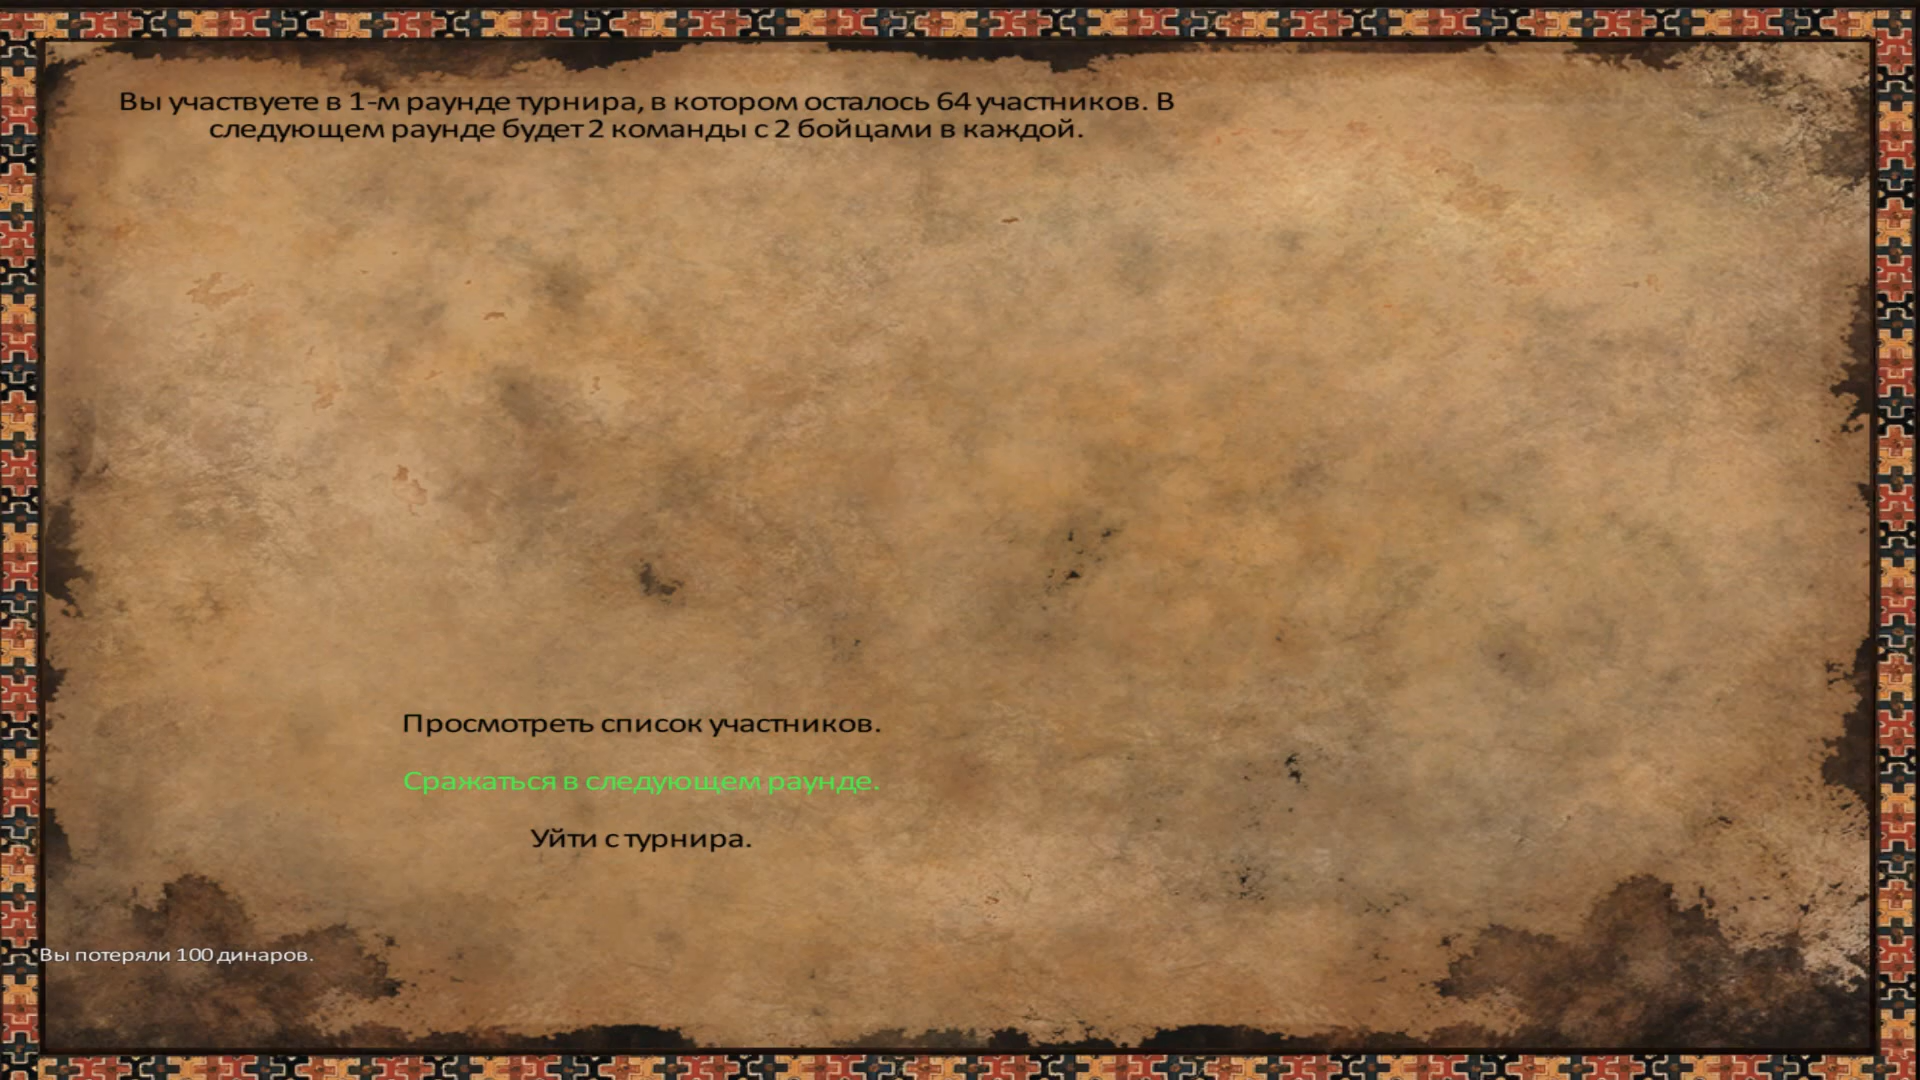 Вы участвуете в 1-м раунде турнира, в котором осталось 64 участников. В
следующем раунде будет 2 команды с 2 бойцами в каждой.
Просмотреть список участников.
Сражаться в следующем раунде.
Уйти с турнира.
Вы потеряли 100 динаров.